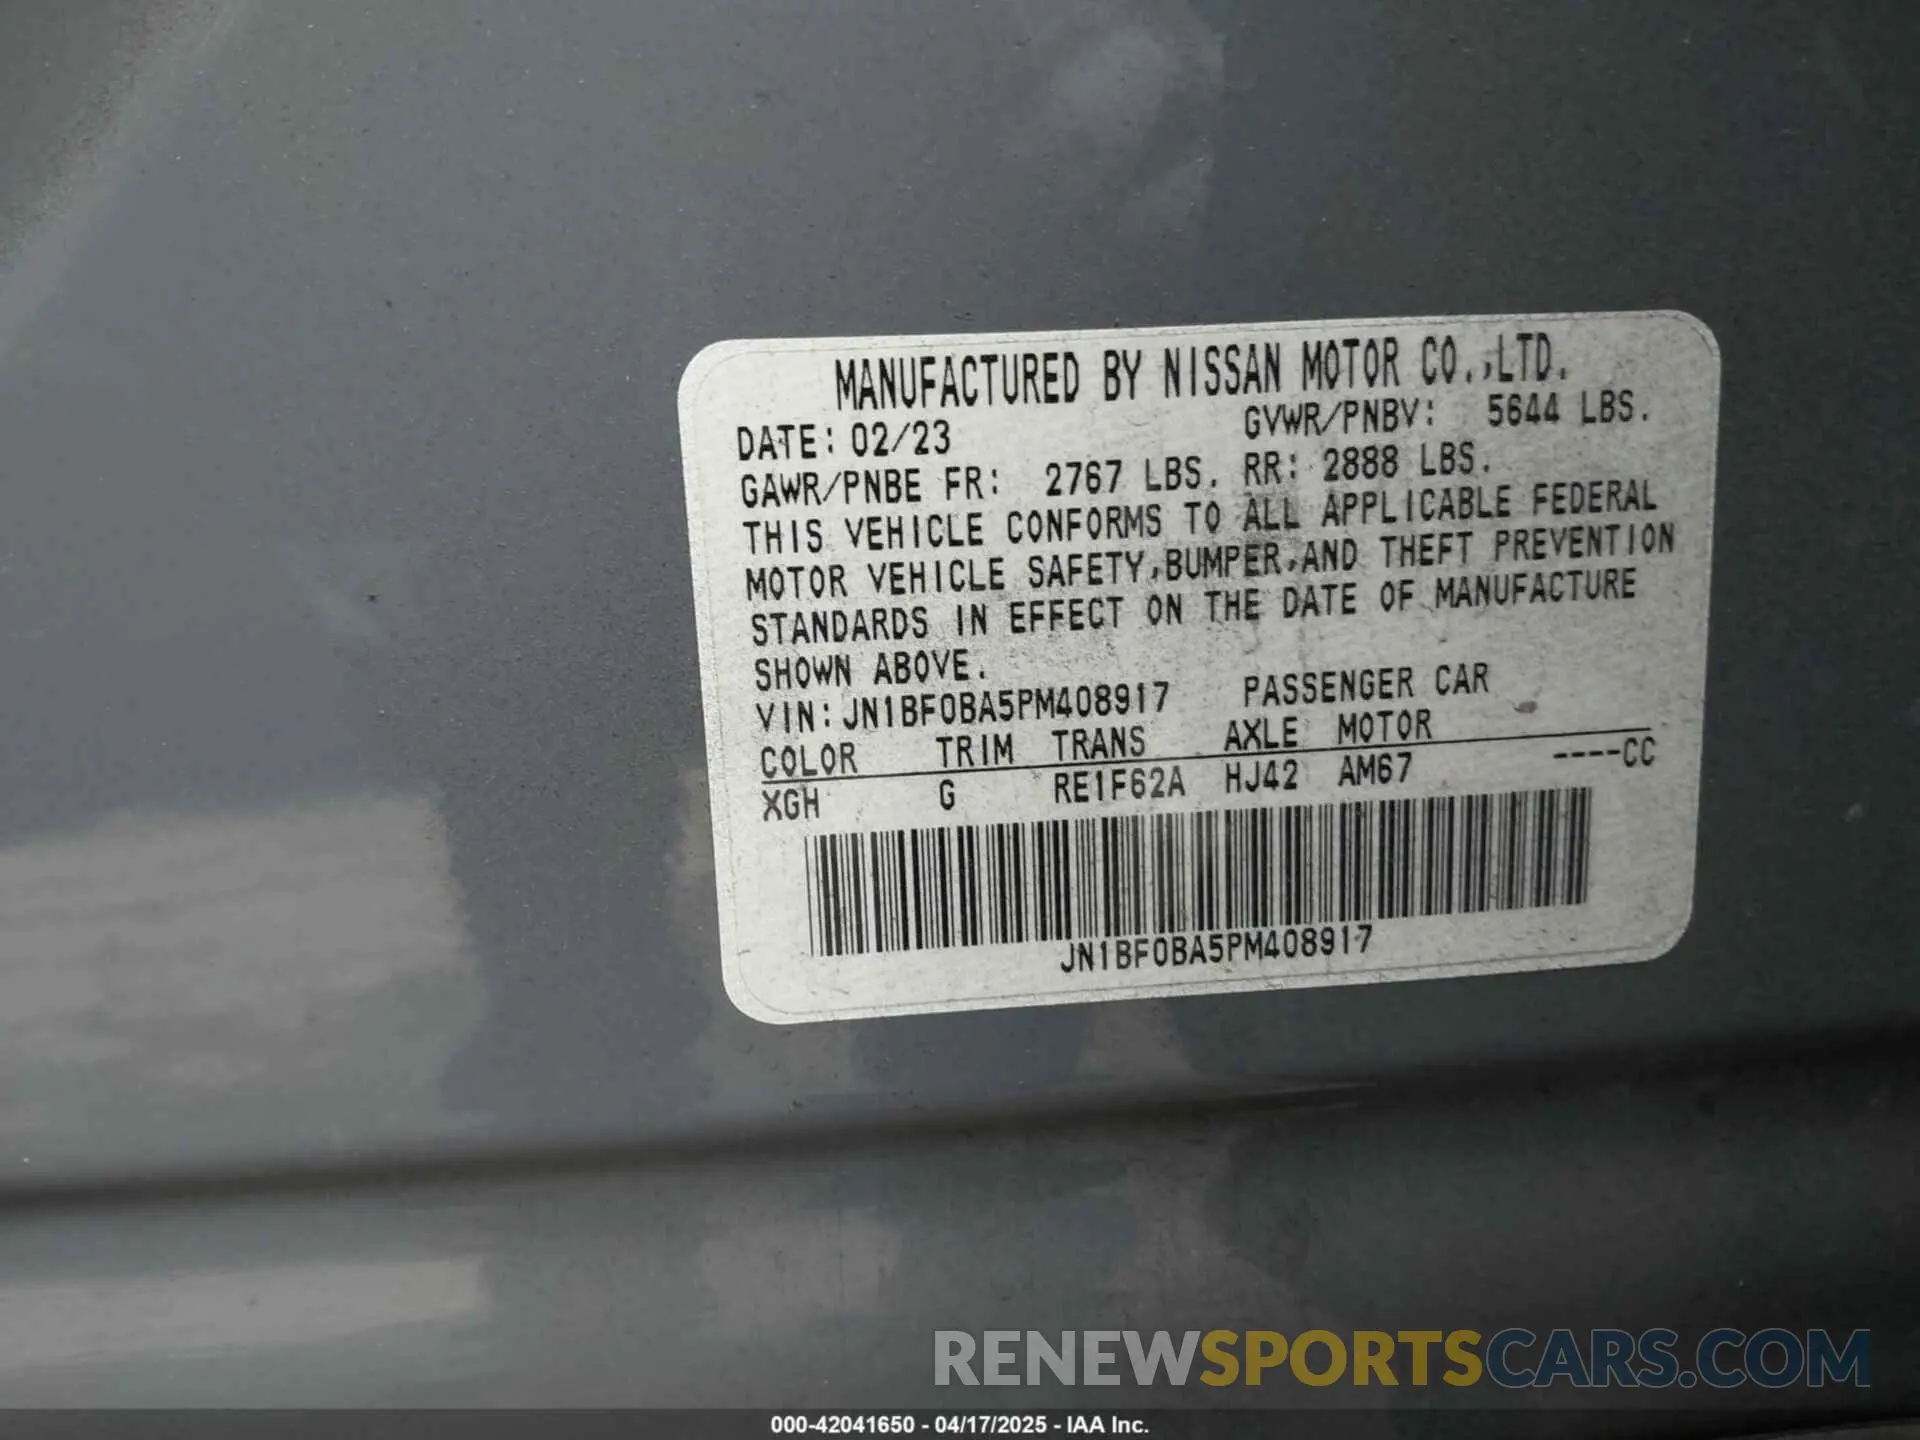 MANUFACTURED BY NISSAN MOTOR CO.,LTD.
DATE: 02/23 GVWR/PNBV: 5644 LBS.
GAWR/PNBE FR: 2767 LBS. RR: 2888 LBS.
THIS VEHICLE CONFORMS TO ALL APPLICABLE FEDERAL
MOTOR VEHICLE SAFETY,BUMPER,AND THEFT PREVENTION
STANDARDS IN EFFECT ON THE DATE OF MANUFACTURE
SHOWN ABOVE.
VIN: JN1BF0BA5PM408917 PASSENGER CAR
COLOR TRIM TRANS AXLE MOTOR
XGH G RE1F62A HJ42 AM67 ----CC
JN1BF0BA5PM408917
RENEWSPORTSCARS.COM
000-42041650 - 04/17/2025 - IAA Inc.